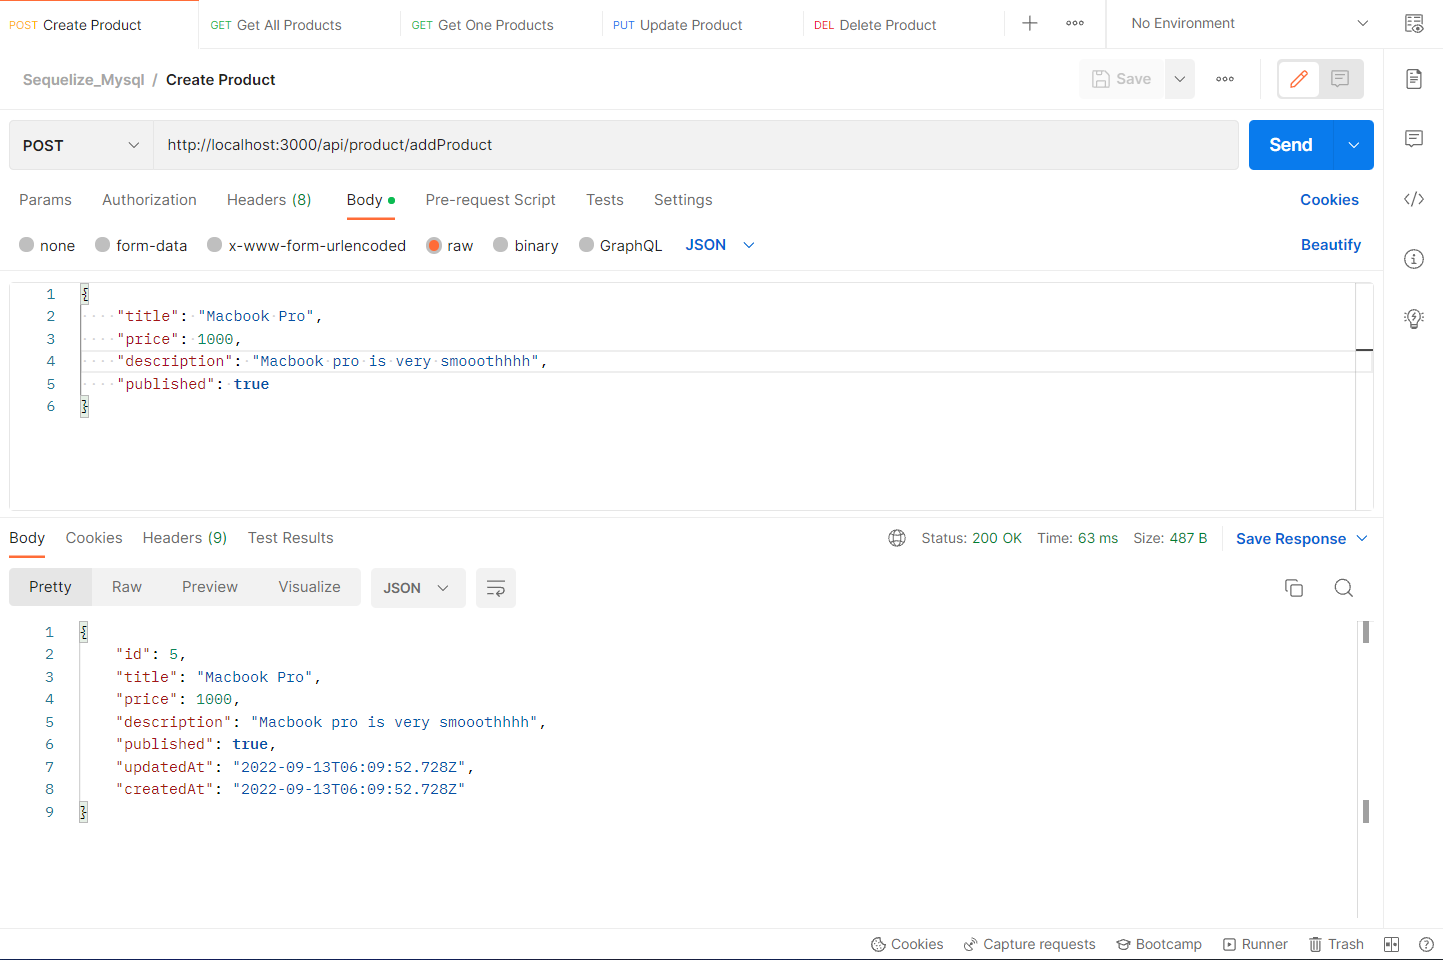 POST Create Product GET Get All Products GET Get One Products PUT Update Product DEL Delete Product No Environment
Sequelize_Mysql / Create Product Save
POST http://localhost:3000/api/product/addProduct Send
Params Authorization Headers (8) Body Pre-request Script Tests Settings Cookies
none form-data x-www-form-urlencoded raw binary GraphQL JSON Beautify
1 {
2 "title": "Macbook Pro",
3 "price": 1000,
4 "description": "Macbook pro is very smooothhhh",
5 "published": true
6 }
Body Cookies Headers (9) Test Results Status: 200 OK Time: 63 ms Size: 487 B Save Response
Pretty Raw Preview Visualize JSON
1 {
2 "id": 5,
3 "title": "Macbook Pro",
4 "price": 1000,
5 "description": "Macbook pro is very smooothhhh",
6 "published": true,
7 "updatedAt": "2022-09-13T06:09:52.728Z",
8 "createdAt": "2022-09-13T06:09:52.728Z"
9 }
Cookies Capture requests Bootcamp Runner Trash